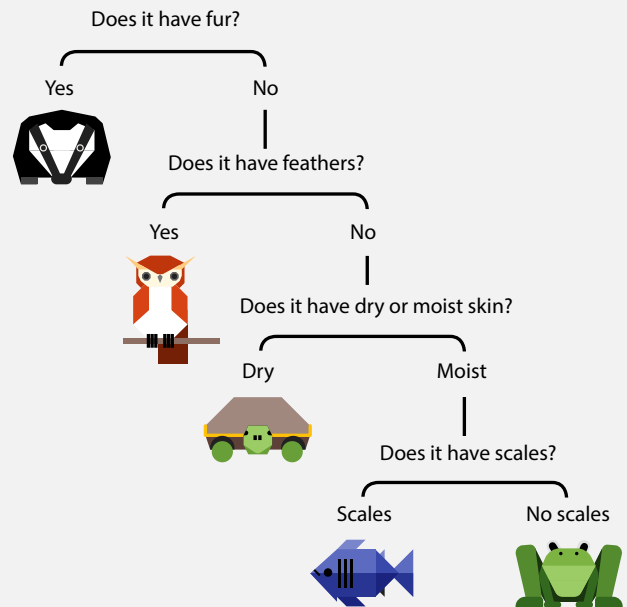 Does it have fur?
Yes
No
Does it have feathers?
Yes
No
Does it have dry or moist skin?
Dry
Moist
Does it have scales?
Scales
No scales